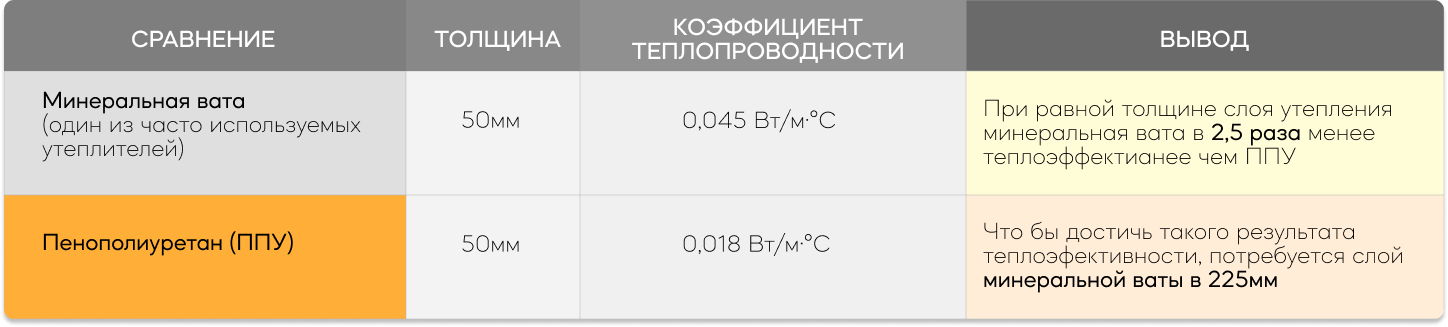 СРАВНЕНИЕ
ТОЛЩИНА
КОЭФФИЦИЕНТ
ТЕПЛОПРОВОДНОСТИ
ВЫВОД
Минеральная вата
(один из часто используемых
утеплителей)
50мм
0,045 Вт/м·°С
При равной толщине слоя утепления
минеральная вата в 2,5 раза менее
теплоэффектианее чем ППУ
Пенополиуретан (ППУ)
50мм
0,018 Вт/м·°С
Что бы достичь такого результата
теплоэфективности, потребуется слой
минеральной ваты в 225мм